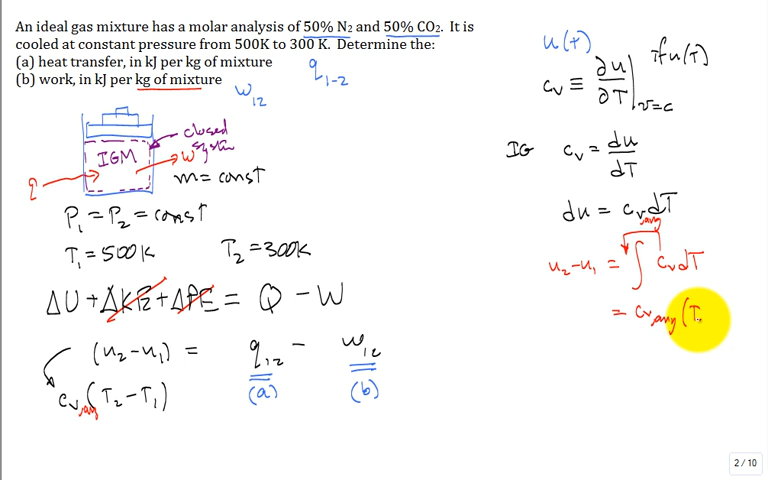 An ideal gas mixture has a molar analysis of 50% N₂ and 50% CO₂. It is
cooled at constant pressure from 500K to 300 K. Determine the:
(a) heat transfer, in kJ per kg of mixture
(b) work, in kJ per kg of mixture
q₁₋₂
w₁₂
IGM
closed
system
w
q
m = const
P₁ = P₂ = const
T₁ = 500K T₂ = 300K
ΔU + ΔKE + ΔPE = Q − W
(u₂ − u₁) = q₁₂ − w₁₂
cᵥ avg (T₂ − T₁) (a) (b)
u(T)
cᵥ ≡ ∂u/∂T |ᵥ₌c if u(T)
IG cᵥ = du/dT
du = cᵥ dT
avg
u₂ − u₁ = ∫ cᵥ dT
= cᵥ avg (T
2 / 10